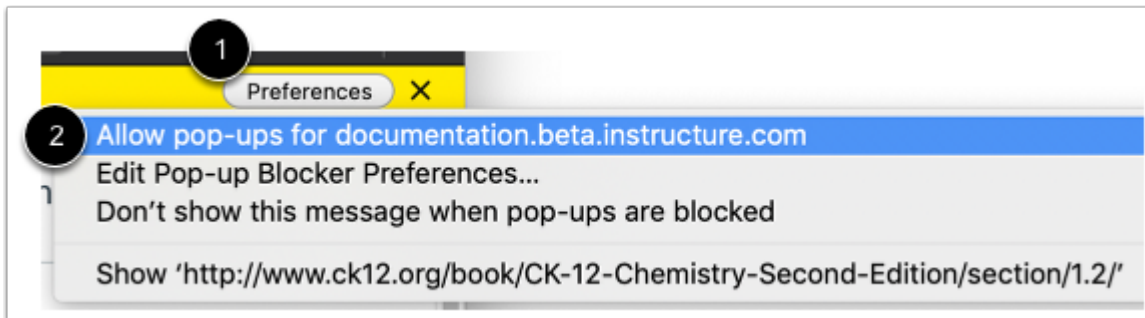 1
Preferences ×
2 Allow pop-ups for documentation.beta.instructure.com
Edit Pop-up Blocker Preferences...
Don’t show this message when pop-ups are blocked
Show ‘http://www.ck12.org/book/CK-12-Chemistry-Second-Edition/section/1.2/’